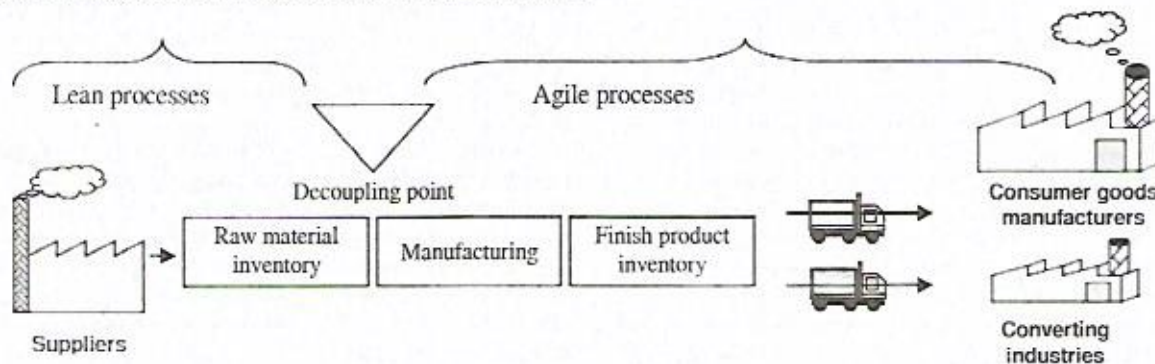 Lean processes
Agile processes
Decoupling point
Raw material
inventory
Manufacturing
Finish product
inventory
Suppliers
Consumer goods
manufacturers
Converting
industries